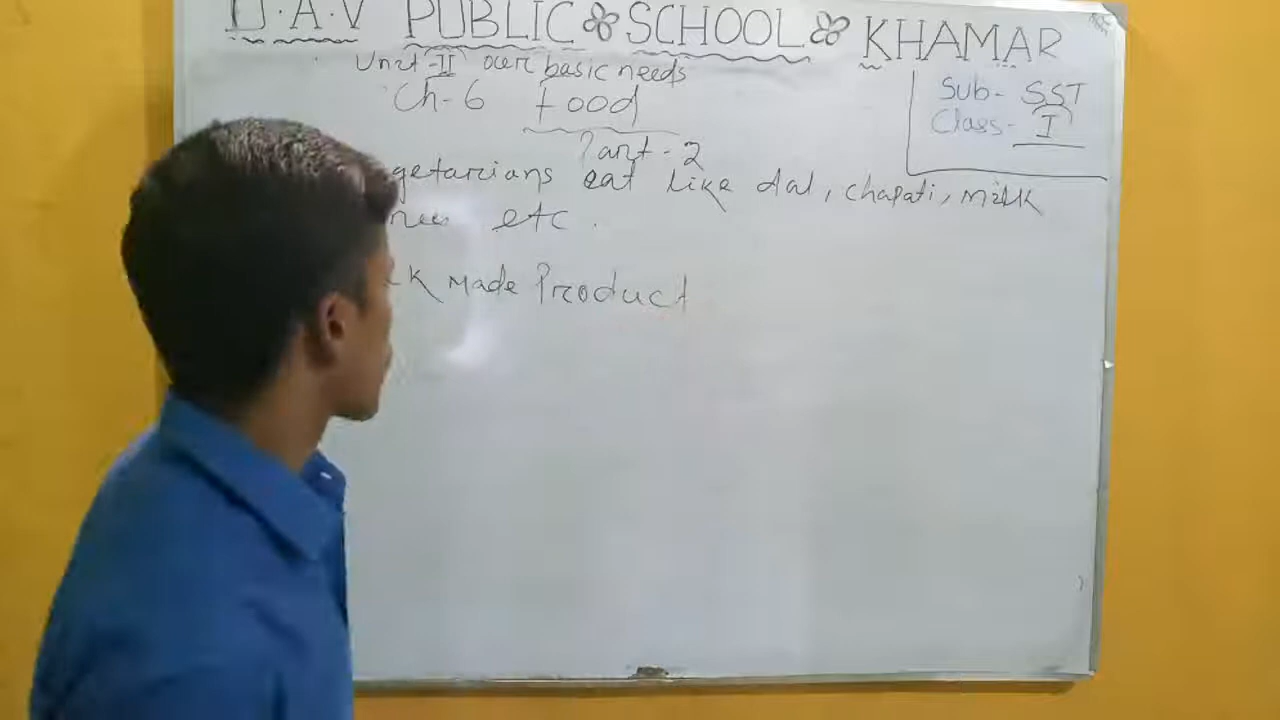 D.A.V PUBLIC SCHOOL KHAMAR
Unit-II our basic needs
Ch-6 Food
Sub- SST
Class- I
Part-2
getarians eat like dal, chapati, milk
etc.
k Made Product